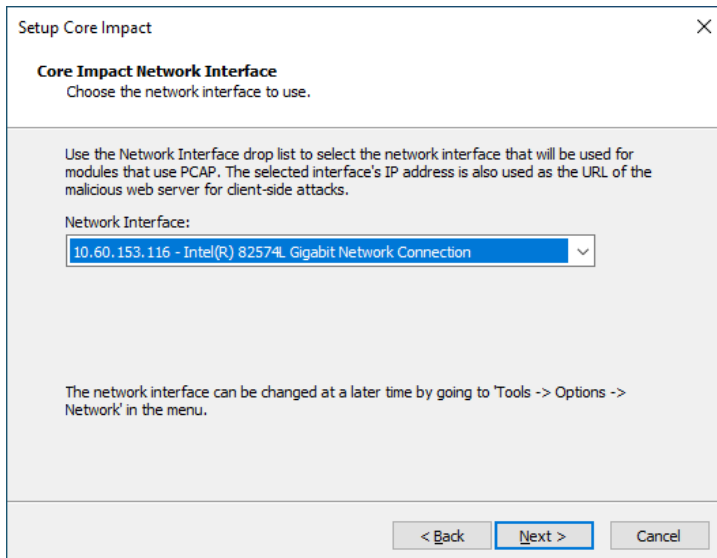 Setup Core Impact
Core Impact Network Interface
Choose the network interface to use.
Use the Network Interface drop list to select the network interface that will be used for
modules that use PCAP. The selected interface's IP address is also used as the URL of the
malicious web server for client-side attacks.
Network Interface:
10.60.153.116 - Intel(R) 82574L Gigabit Network Connection
The network interface can be changed at a later time by going to 'Tools -> Options ->
Network' in the menu.
< Back
Next >
Cancel